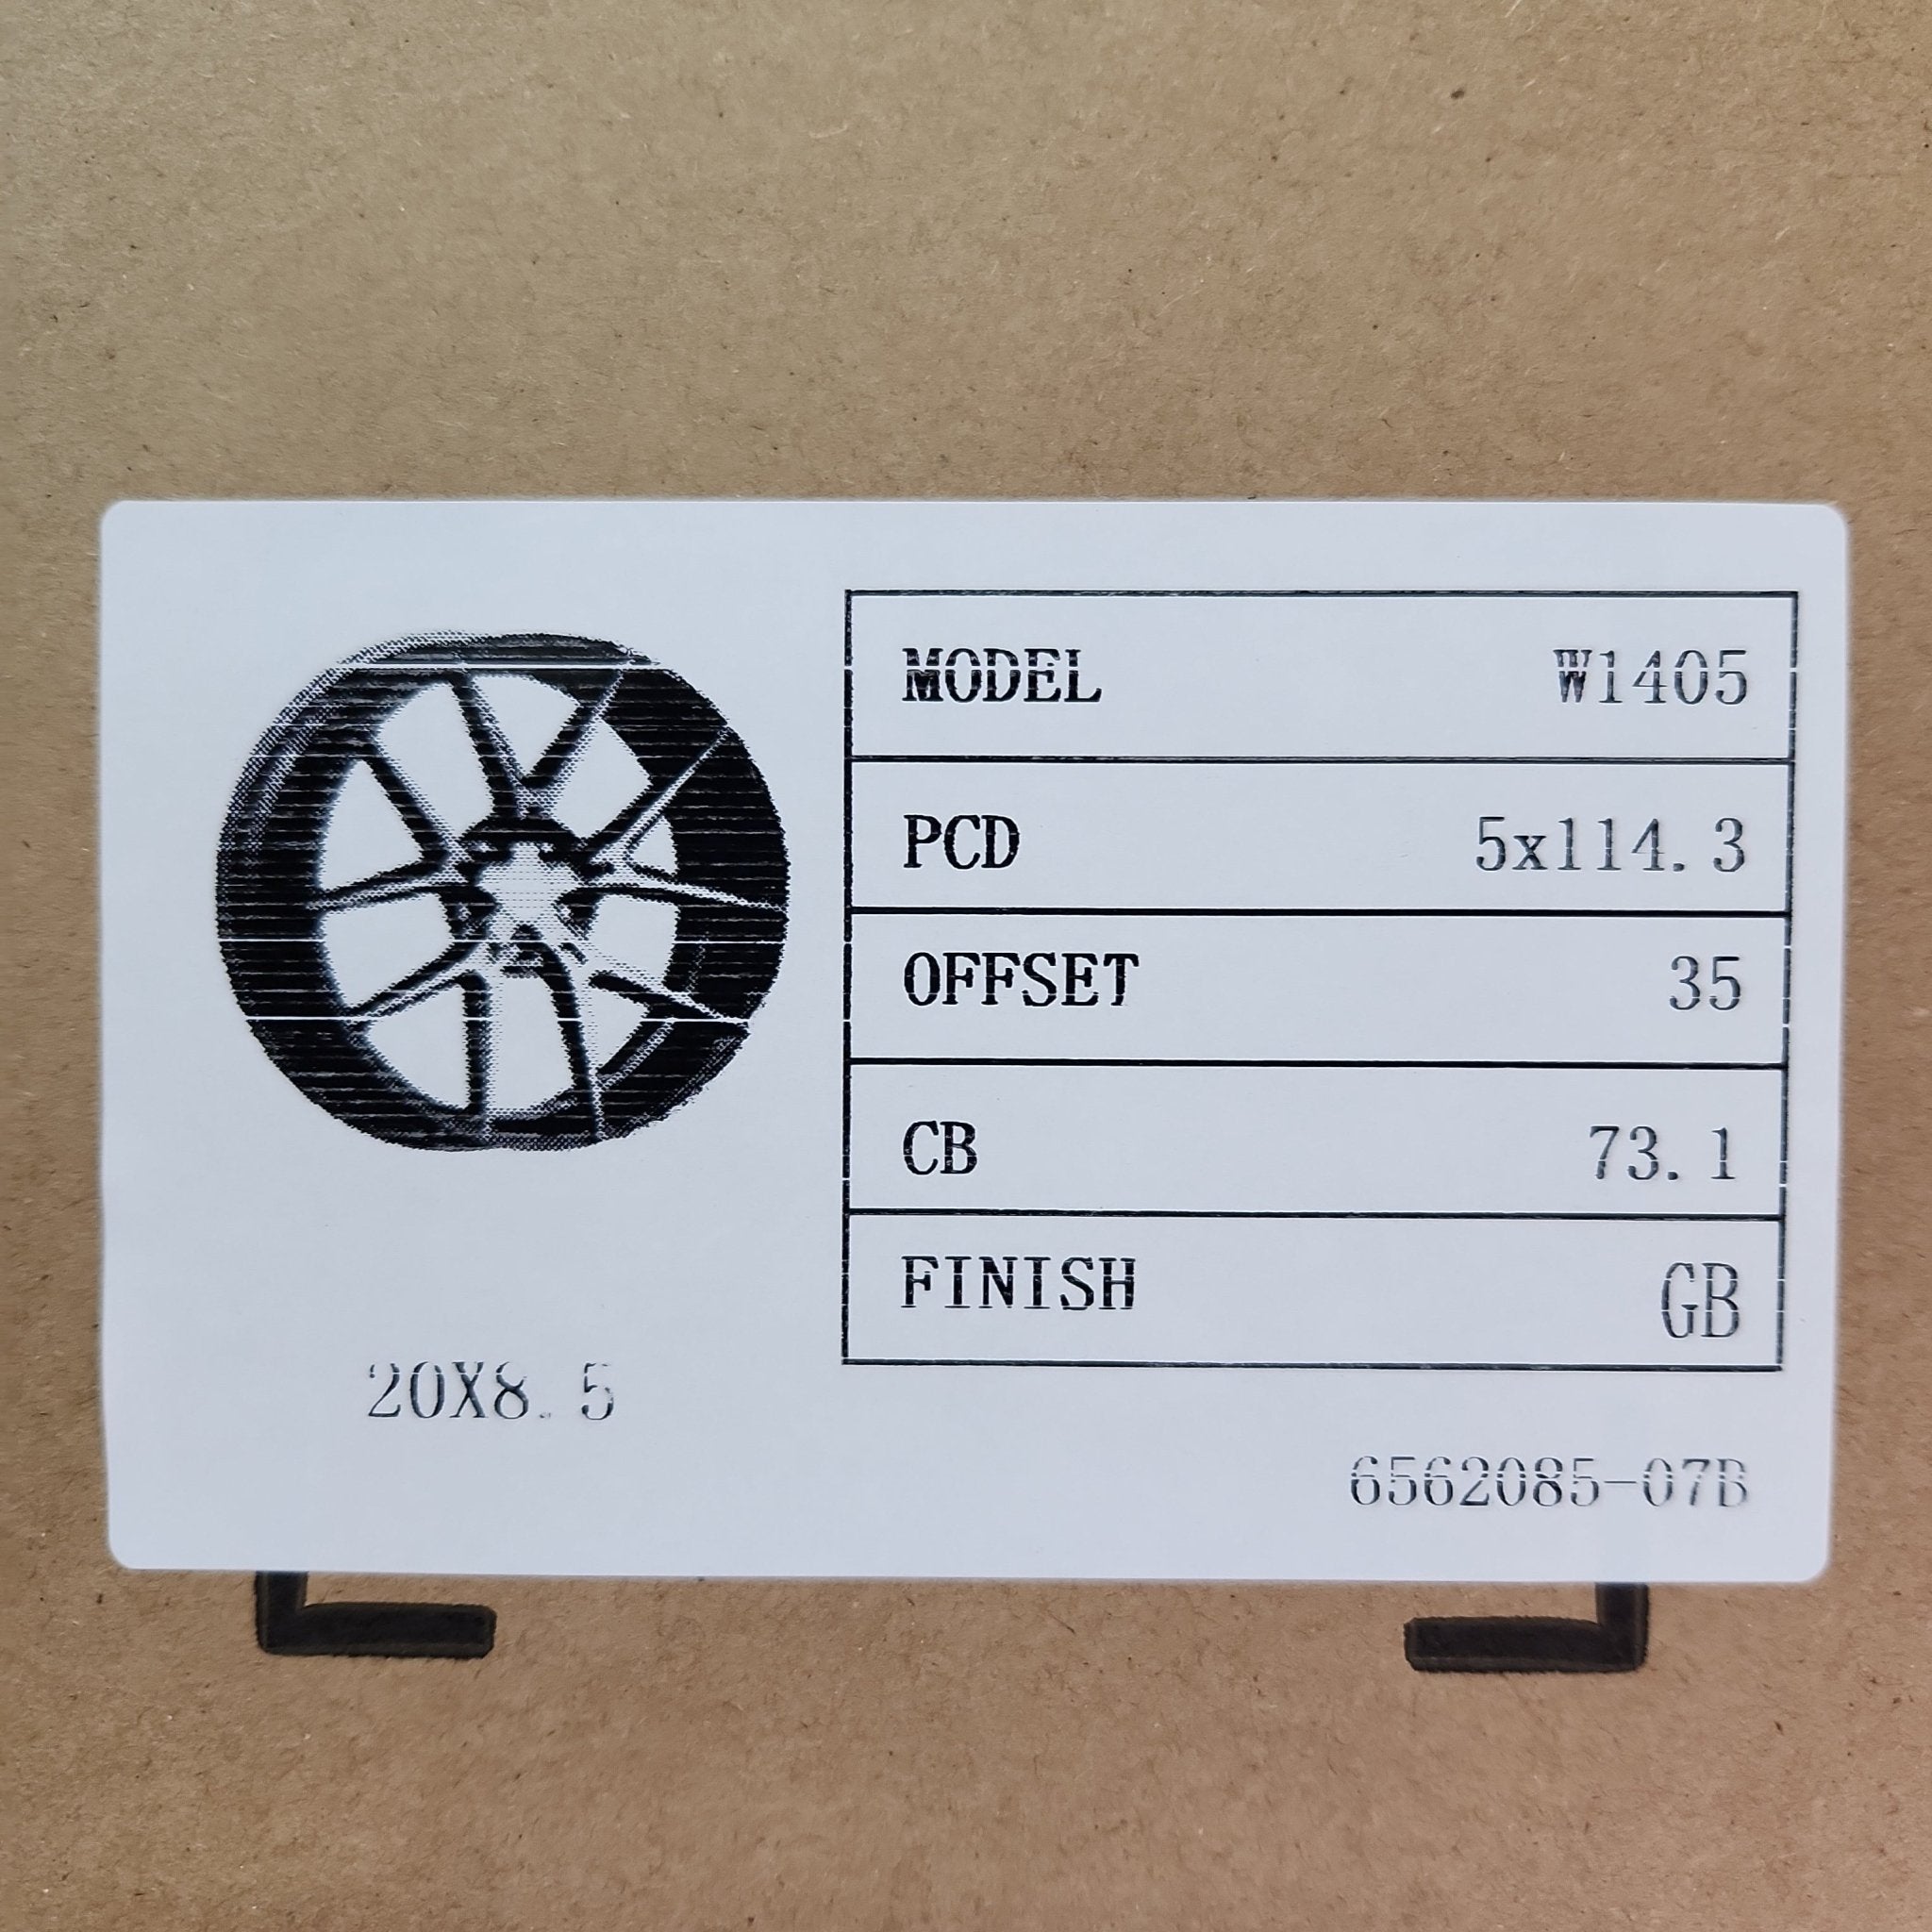 MODEL W1405
PCD 5x114.3
OFFSET 35
CB 73.1
FINISH GB
20X8.5
6562085-07B